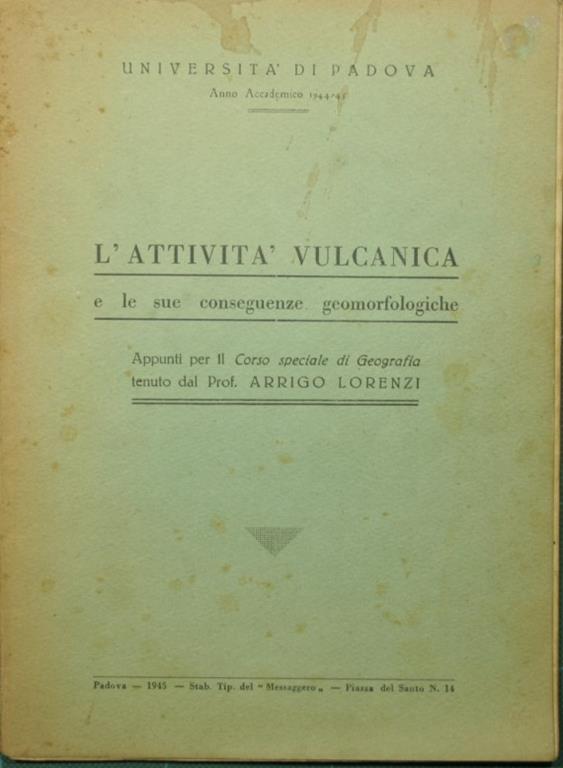 UNIVERSITA' DI PADOVA
Anno Accademico 1944-45
L'ATTIVITA' VULCANICA
e le sue conseguenze geomorfologiche
Appunti per il Corso speciale di Geografia
tenuto dal Prof. ARRIGO LORENZI
Padova — 1945 — Stab. Tip. del "Messaggero„ — Piazza del Santo N. 14